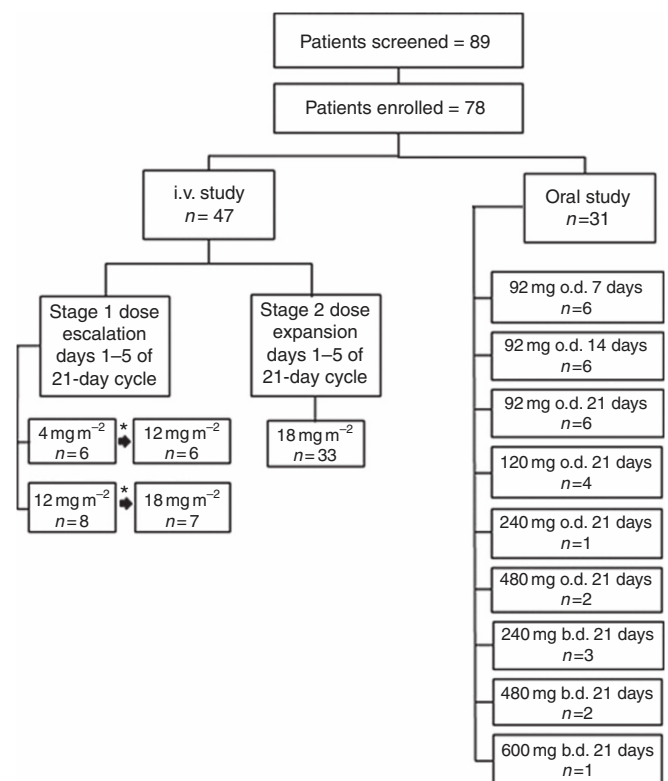 Patients screened = 89
Patients enrolled = 78
i.v. study
n= 47
Oral study
n=31
Stage 1 dose
escalation
days 1–5 of
21-day cycle
Stage 2 dose
expansion
days 1–5 of
21-day cycle
4 mg m⁻²
n=6
*
12 mg m⁻²
n=6
12 mg m⁻²
n=8
*
18 mg m⁻²
n=7
18 mg m⁻²
n=33
92 mg o.d. 7 days
n=6
92 mg o.d. 14 days
n=6
92 mg o.d. 21 days
n=6
120 mg o.d. 21 days
n=4
240 mg o.d. 21 days
n=1
480 mg o.d. 21 days
n=2
240 mg b.d. 21 days
n=3
480 mg b.d. 21 days
n=2
600 mg b.d. 21 days
n=1